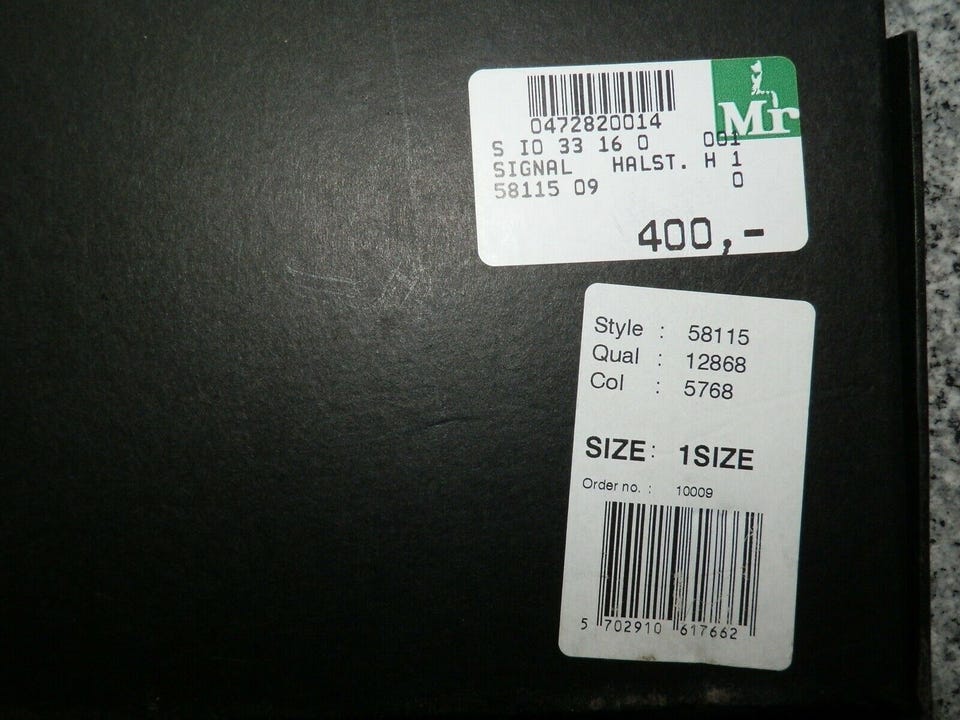 Mr
0472820014
S IO 33 16 0 001
SIGNAL HALST. H 1
58115 09 0
400,-
Style : 58115
Qual : 12868
Col : 5768
SIZE: 1SIZE
Order no. : 10009
5 702910 617662